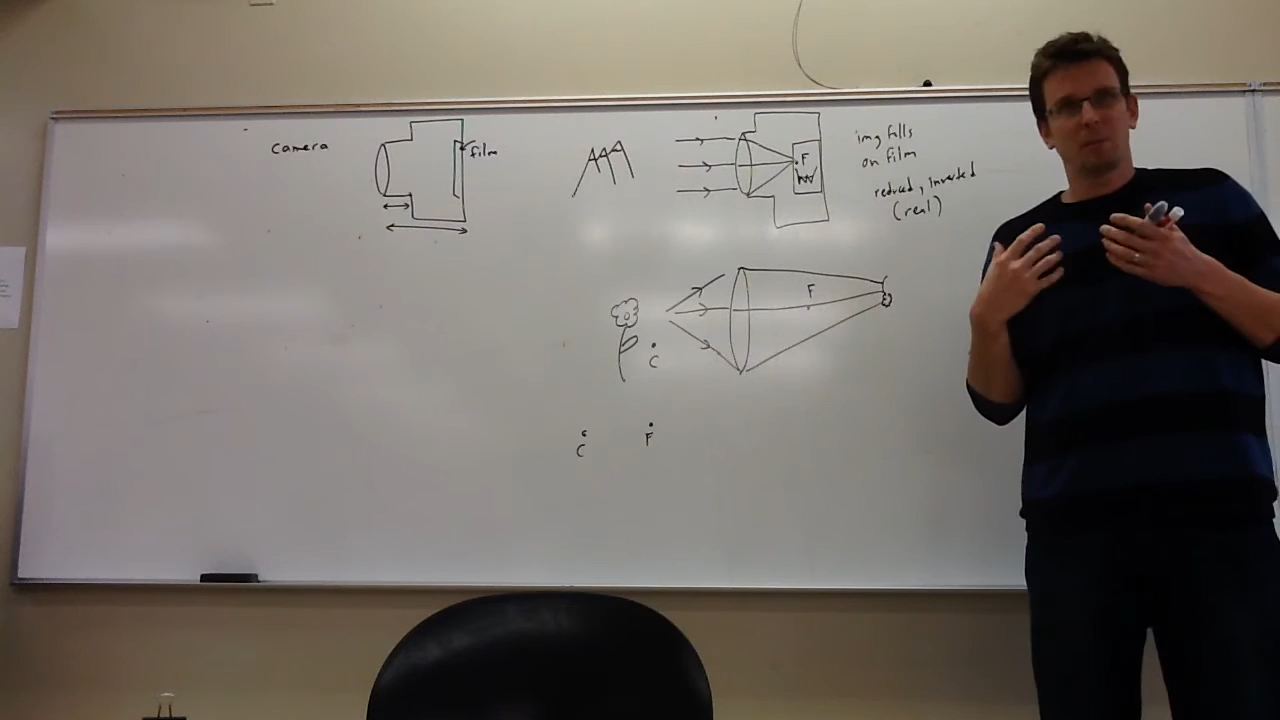 camera
film
F
img falls
on film
reduced, inverted
(real)
F
C
C
F